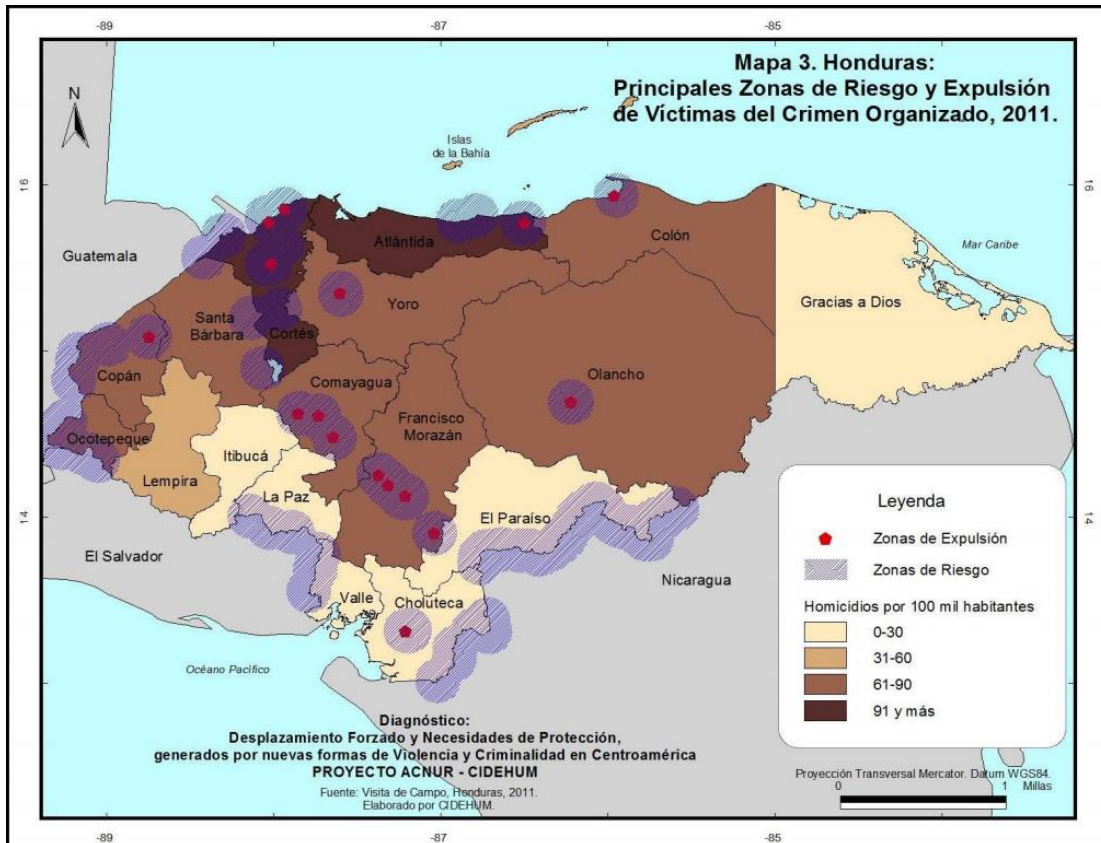 -89
-87
-85
Mapa 3. Honduras:
Principales Zonas de Riesgo y Expulsión
de Víctimas del Crimen Organizado, 2011.
N
Islas
de la Bahía
16
16
Guatemala
Atlántida
Colón
Mar Caribe
Yoro
Gracias a Dios
Santa
Bárbara
Cortés
Copán
Comayagua
Olancho
Francisco
Morazán
Ocotepeque
Itibucá
Lempira
La Paz
El Paraíso
14
14
El Salvador
Nicaragua
Valle
Choluteca
Océano Pacífico
Leyenda
Zonas de Expulsión
Zonas de Riesgo
Homicidios por 100 mil habitantes
0-30
31-60
61-90
91 y más
Diagnóstico:
Desplazamiento Forzado y Necesidades de Protección,
generados por nuevas formas de Violencia y Criminalidad en Centroamérica
PROYECTO ACNUR - CIDEHUM
Fuente: Visita de Campo, Honduras, 2011.
Elaborado por CIDEHUM.
Proyección Transversal Mercator. Datum WGS84.
0 1 Millas
-89
-87
-85